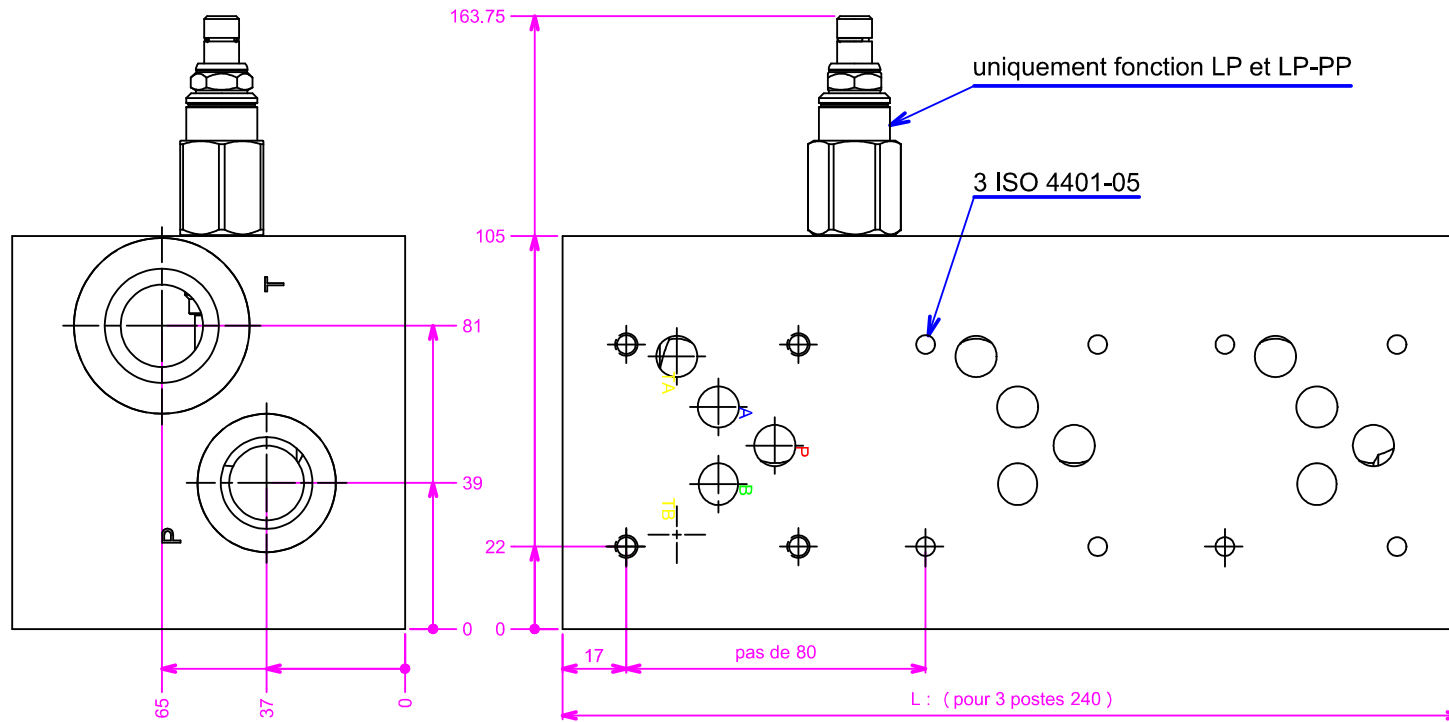 163.75
uniquement fonction LP et LP-PP
3 ISO 4401-05
105
T
81
TA
A
P
39
B
TB
P
22
0
0
17
pas de 80
65
37
0
L : ( pour 3 postes 240 )